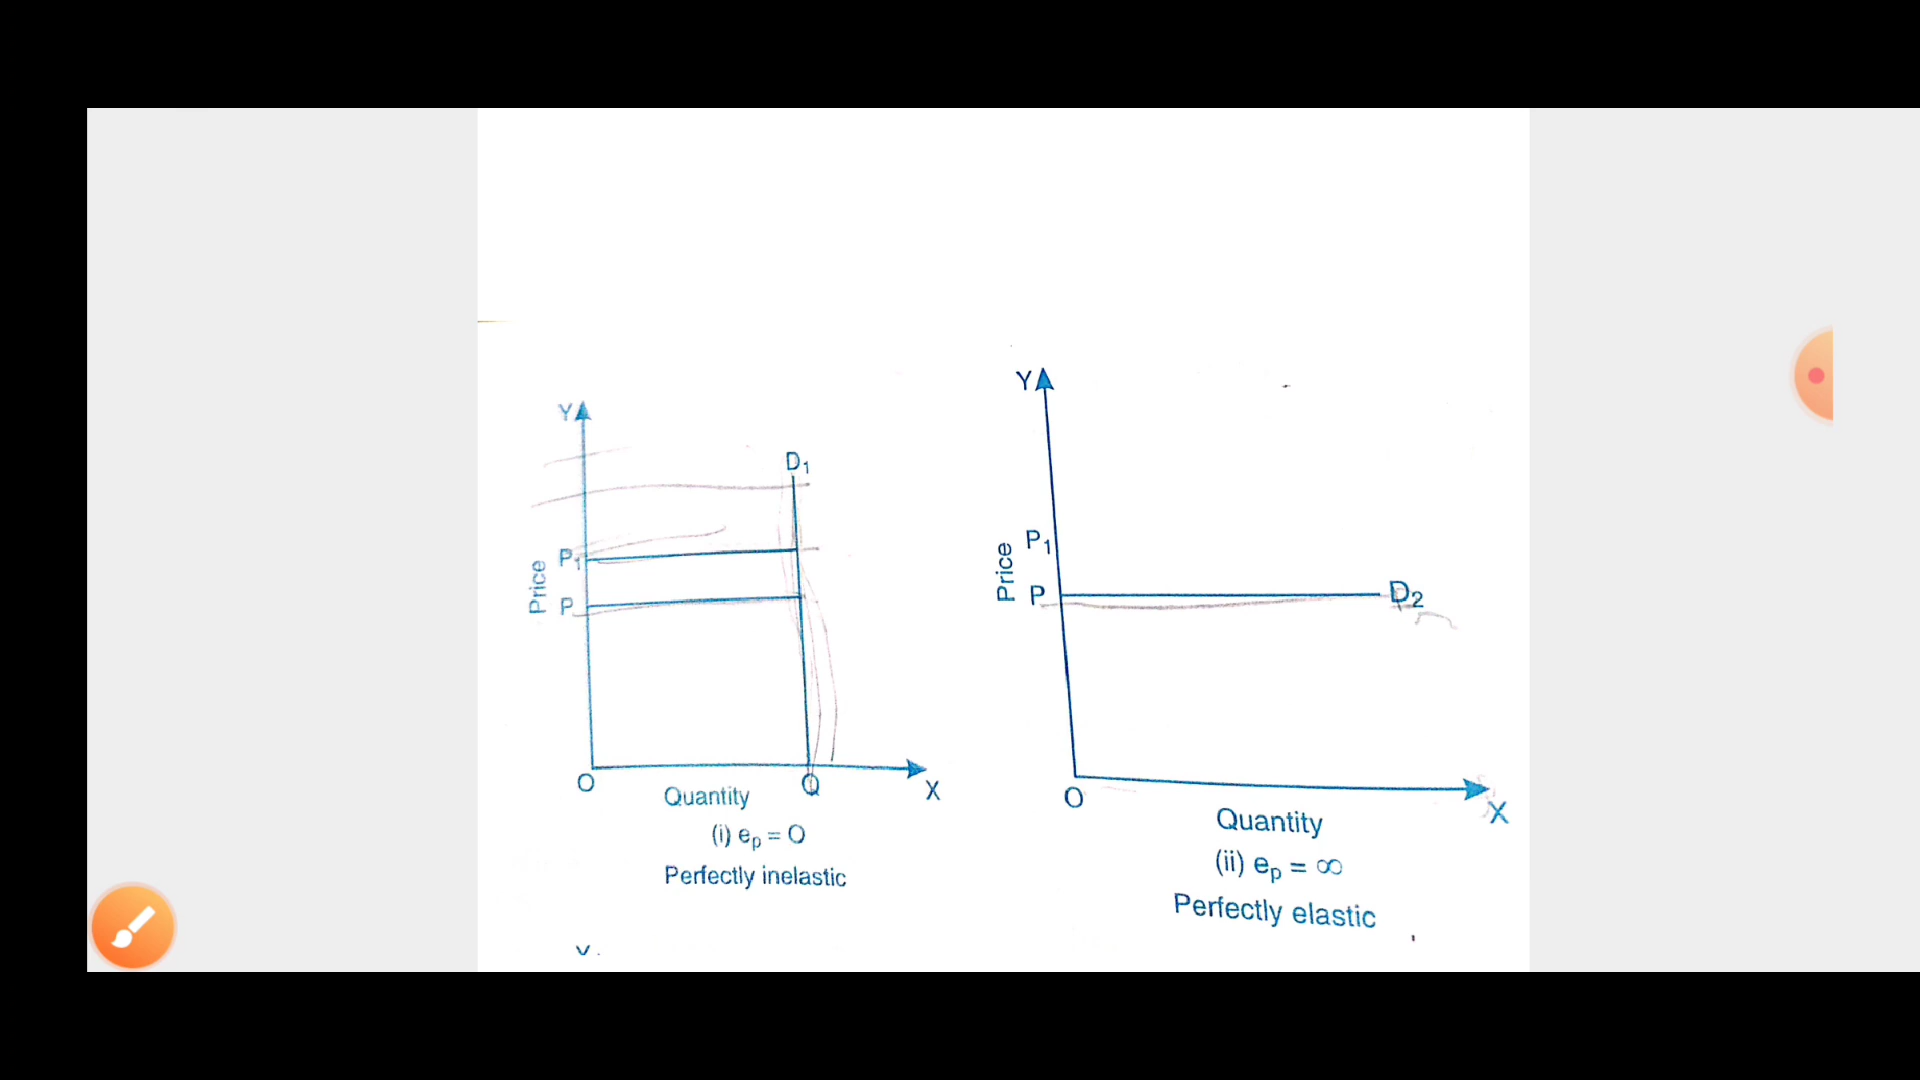 Y
D₁
P₁
P
Price
O
Q
X
Quantity
(i) eₚ = O
Perfectly inelastic
Y
P₁
P
D₂
Price
O
X
Quantity
(ii) eₚ = ∞
Perfectly elastic